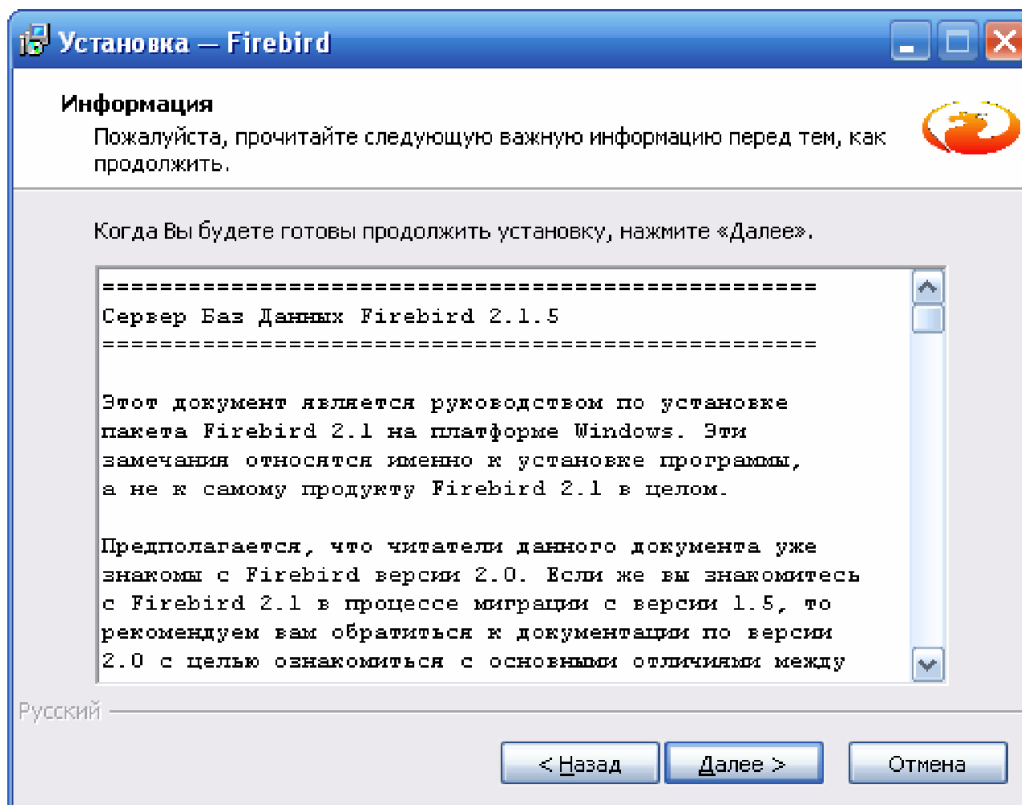 Установка — Firebird
Информация
Пожалуйста, прочитайте следующую важную информацию перед тем, как
продолжить.
Когда Вы будете готовы продолжить установку, нажмите «Далее».
==================================================
Сервер Баз Данных Firebird 2.1.5
==================================================
Этот документ является руководством по установке
пакета Firebird 2.1 на платформе Windows. Эти
замечания относятся именно к установке программы,
а не к самому продукту Firebird 2.1 в целом.
Предполагается, что читатели данного документа уже
знакомы с Firebird версии 2.0. Если же вы знакомитесь
с Firebird 2.1 в процессе миграции с версии 1.5, то
рекомендуем вам обратиться к документации по версии
2.0 с целью ознакомиться с основными отличиями между
Русский
< Назад
Далее >
Отмена